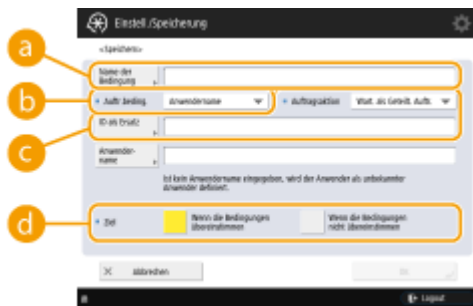 Einstell./Speicherung
<Speichern>
a
Name der
Bedingung
b
Auftr.beding.
Anwendername
Auftragsaktion
Wart. als Geteilt. Auftr.
c
ID als Ersatz
Anwender-
name
Ist kein Anwendername eingegeben, wird der Anwender als unbekannter
Anwender definiert.
d
Ziel
Wenn die Bedingungen
übereinstimmen
Wenn die Bedingungen
nicht übereinstimmen
Abbrechen
OK
Logout